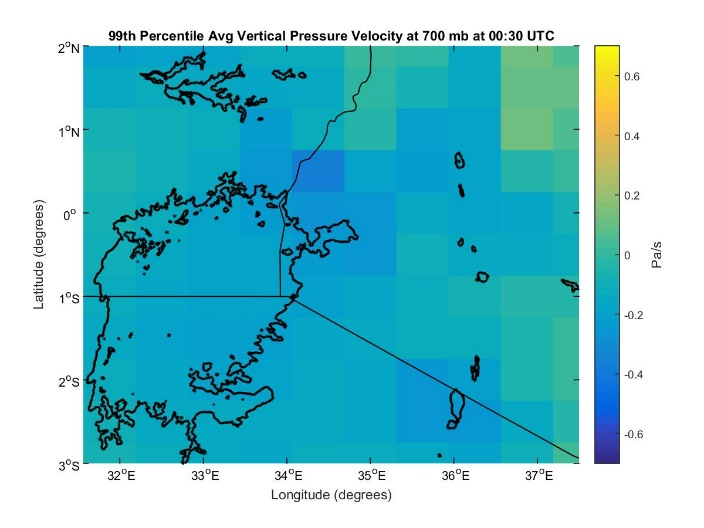 99th Percentile Avg Vertical Pressure Velocity at 700 mb at 00:30 UTC
2°N
1°N
0°
1°S
2°S
3°S
Latitude (degrees)
32°E 33°E 34°E 35°E 36°E 37°E
Longitude (degrees)
0.6
0.4
0.2
0
-0.2
-0.4
-0.6
Pa/s